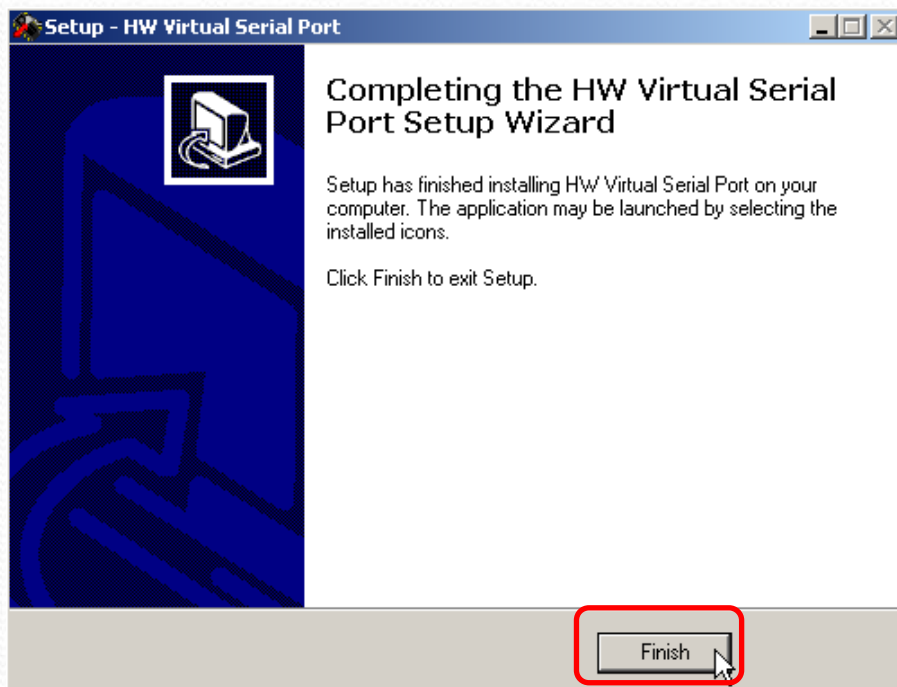 Setup - HW Virtual Serial Port
Completing the HW Virtual Serial
Port Setup Wizard
Setup has finished installing HW Virtual Serial Port on your
computer. The application may be launched by selecting the
installed icons.
Click Finish to exit Setup.
Finish